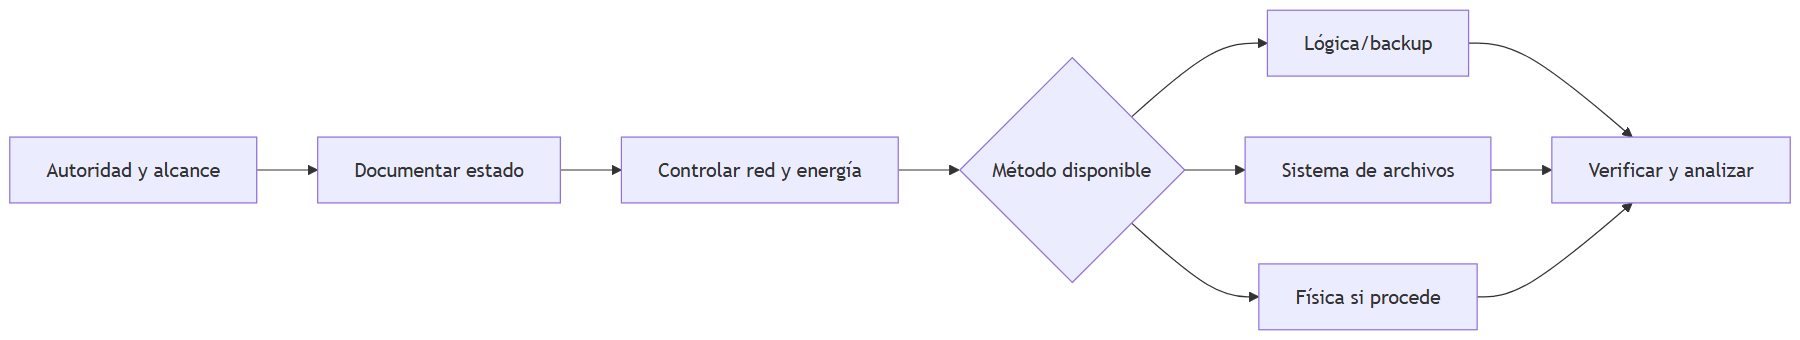 Autoridad y alcance
Documentar estado
Controlar red y energía
Método disponible
Lógica/backup
Sistema de archivos
Física si procede
Verificar y analizar